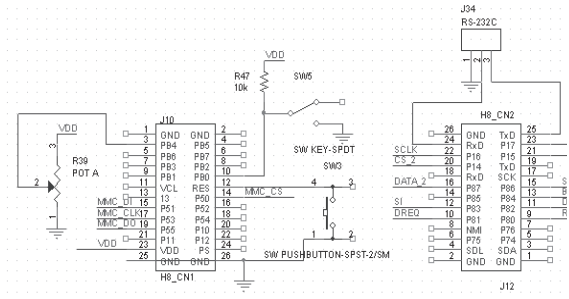 J34
RS-232C
1
2
3
VDD
R47
10k
SW5
SW KEY-SPDT
J10
1 GND GND 2
3 PB4 PB5 4
5 PB6 PB7 6
7 PB3 PB2 8
9 PB1 PB0 10
11 VCL RES 12
13 13 P50 14
15 P51 P52 16
17 P53 P54 18
19 P55 P10 20
21 P11 P12 22
23 VDD PS 24
25 GND GND 26
H8_CN1
VDD
R39
POT A
3
2
1
MMC_DI
MMC_CLK
MMC_DO
VDD
MMC_CS
SW3
4 3
1 2
SW PUSHBUTTON-SPST-2/SM
H8_CN2
26 GND TxD 25
24 RxD P17 23
22 P16 P15 21
20 P14 TxD 19
18 RxD SCK 17
16 P87 P86 15
14 P85 P84 13
12 P83 P82 11
10 P81 P80 9
8 NMI P76 7
6 P75 P74 5
4 SDL SDA 3
2 GND GND 1
J12
SCLK
CS_2
DATA_2
SI
DREQ